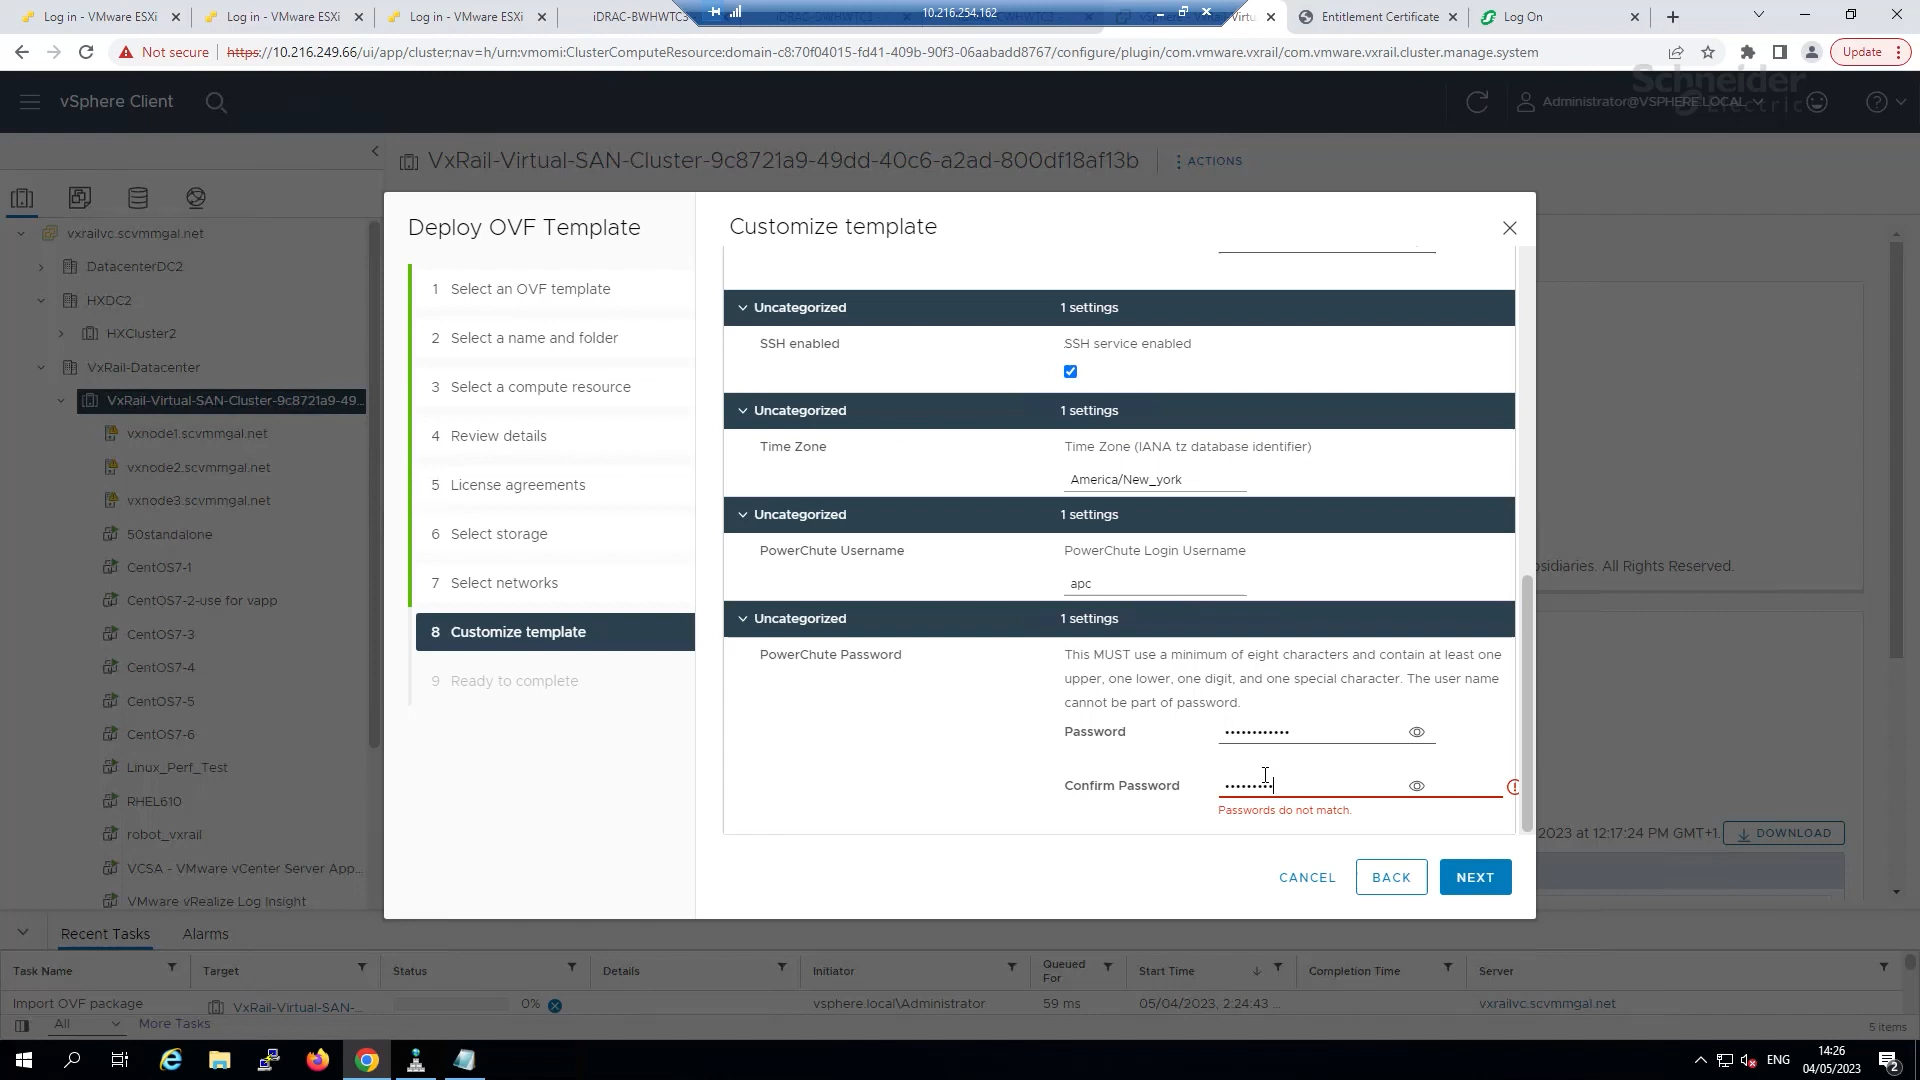 Log in - VMware ESXi
Log in - VMware ESXi
Log in - VMware ESXi
10.216.254.162
Entitlement Certificate
Log On
Not secure
https://10.216.249.66/ui/app/cluster;nav=h/urn:vmomi:ClusterComputeResource:domain-c8:70f04015-fd41-409b-90f3-06aabadd8767/configure/plugin/com.vmware.vxrail/com.vmware.vxrail.cluster.manage.system
Update
vSphere Client
Administrator@VSPHERE.LOCAL
Schneider
Electric
VxRail-Virtual-SAN-Cluster-9c8721a9-49dd-40c6-a2ad-800df18af13b
ACTIONS
vxrailvc.scvmmgal.net
DatacenterDC2
HXDC2
HXCluster2
VxRail-Datacenter
VxRail-Virtual-SAN-Cluster-9c8721a9-49...
vxnode1.scvmmgal.net
vxnode2.scvmmgal.net
vxnode3.scvmmgal.net
50standalone
CentOS7-1
CentOS7-2-use for vapp
CentOS7-3
CentOS7-4
CentOS7-5
CentOS7-6
Linux_Perf_Test
RHEL610
robot_vxrail
VCSA - VMware vCenter Server App...
VMware vRealize Log Insight
Deploy OVF Template
1 Select an OVF template
2 Select a name and folder
3 Select a compute resource
4 Review details
5 License agreements
6 Select storage
7 Select networks
8 Customize template
9 Ready to complete
Customize template
Uncategorized 1 settings
SSH enabled SSH service enabled
Uncategorized 1 settings
Time Zone Time Zone (IANA tz database identifier)
America/New_york
Uncategorized 1 settings
PowerChute Username PowerChute Login Username
apc
Uncategorized 1 settings
PowerChute Password This MUST use a minimum of eight characters and contain at least one
upper, one lower, one digit, and one special character. The user name
cannot be part of password.
Password ••••••••••••
Confirm Password •••••••••
Passwords do not match.
CANCEL BACK NEXT
sidiaries. All Rights Reserved.
2023 at 12:17:24 PM GMT+1. DOWNLOAD
Recent Tasks Alarms
Task Name Target Status Details Initiator Queued For Start Time Completion Time Server
Import OVF package VxRail-Virtual-SAN-... 0% vsphere.local\Administrator 59 ms 05/04/2023, 2:24:43 ... vxrailvc.scvmmgal.net
All More Tasks 5 items
ENG
14:26
04/05/2023
2